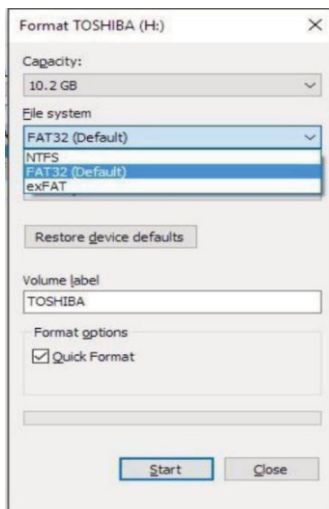 Format TOSHIBA (H:)
Capacity:
10.2 GB
File system
FAT32 (Default)
NTFS
FAT32 (Default)
exFAT
Restore device defaults
Volume label
TOSHIBA
Format options
Quick Format
Start
Close